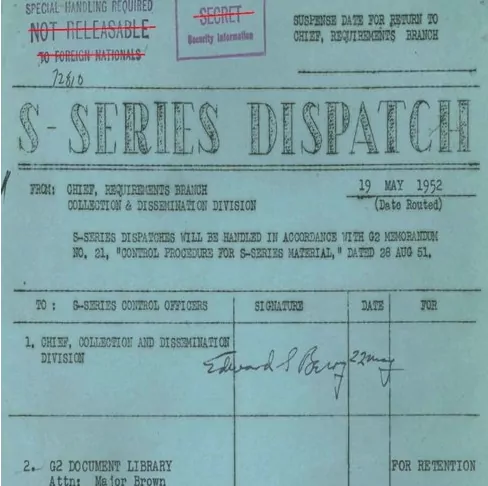 SPECIAL HANDLING REQUIRED
NOT RELEASABLE
TO FOREIGN NATIONALS
SECRET
Security Information
SUSPENSE DATE FOR RETURN TO
CHIEF, REQUIREMENTS BRANCH
72810
S-SERIES DISPATCH
FROM: CHIEF, REQUIREMENTS BRANCH
COLLECTION & DISSEMINATION DIVISION
19 MAY 1952
(Date Routed)
S-SERIES DISPATCHES WILL BE HANDLED IN ACCORDANCE WITH G2 MEMORANDUM
NO. 21, "CONTROL PROCEDURE FOR S-SERIES MATERIAL," DATED 28 AUG 51.
TO : S-SERIES CONTROL OFFICERS SIGNATURE DATE FOR
1. CHIEF, COLLECTION AND DISSEMINATION
DIVISION
Edward S 22 May
2. G2 DOCUMENT LIBRARY FOR RETENTION
Attn: Major Brown